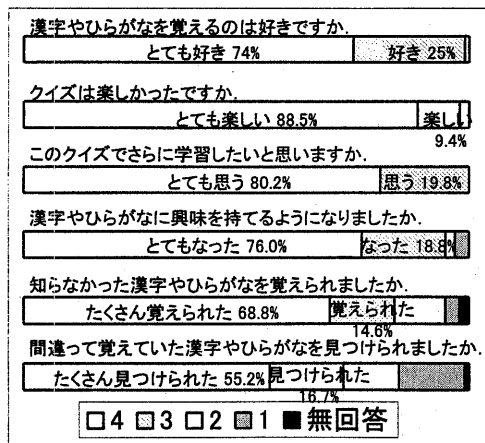 漢字やひらがなを覚えるのは好きですか.
とても好き 74% 好き 25%
クイズは楽しかったですか.
とても楽しい 88.5% 楽しい 9.4%
このクイズでさらに学習したいと思いますか.
とても思う 80.2% 思う 19.8%
漢字やひらがなに興味を持てるようになりましたか.
とてもなった 76.0% なった 18.8%
知らなかった漢字やひらがなを覚えられましたか.
たくさん覚えられた 68.8% 覚えられた 14.6%
間違って覚えていた漢字やひらがなを見つけられましたか.
たくさん見つけられた 55.2% 見つけられた 16.7%
4 3 2 1 無回答